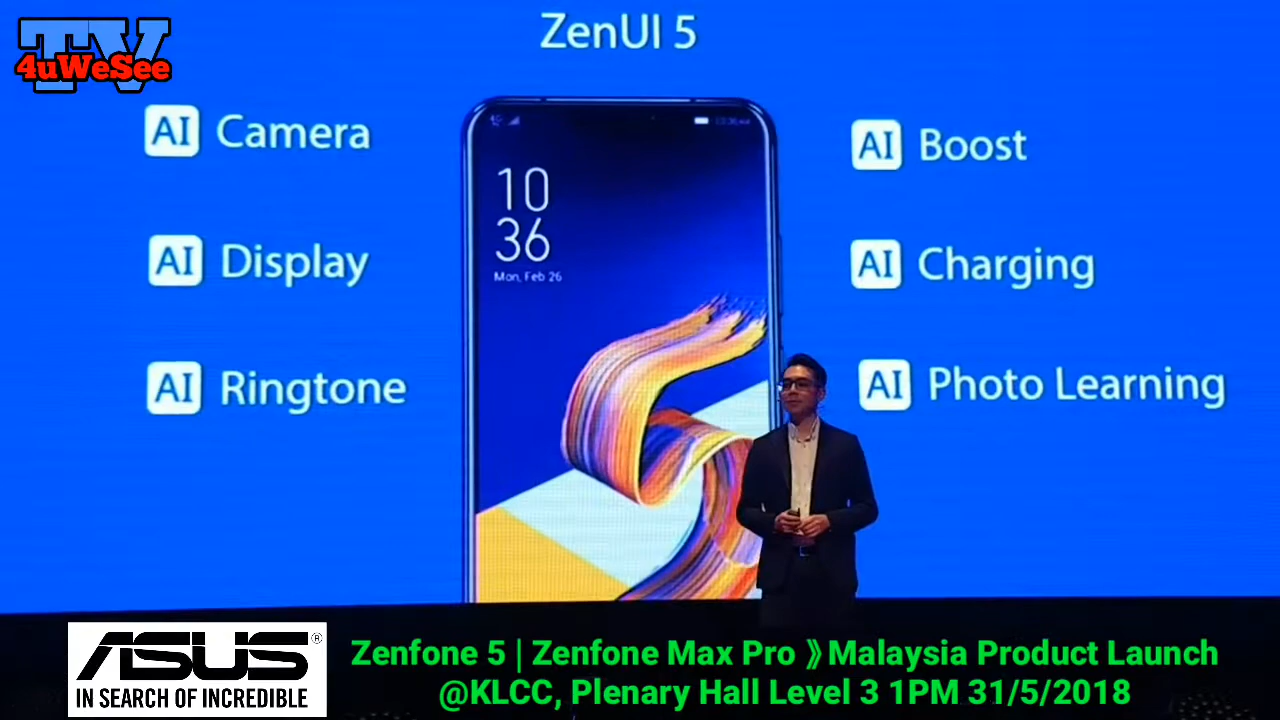 TV
4uWeSee
ZenUI 5
AI Camera
AI Display
AI Ringtone
AI Boost
AI Charging
AI Photo Learning
10
36
Mon, Feb 26
ASUS®
IN SEARCH OF INCREDIBLE
Zenfone 5 | Zenfone Max Pro 》Malaysia Product Launch
@KLCC, Plenary Hall Level 3 1PM 31/5/2018